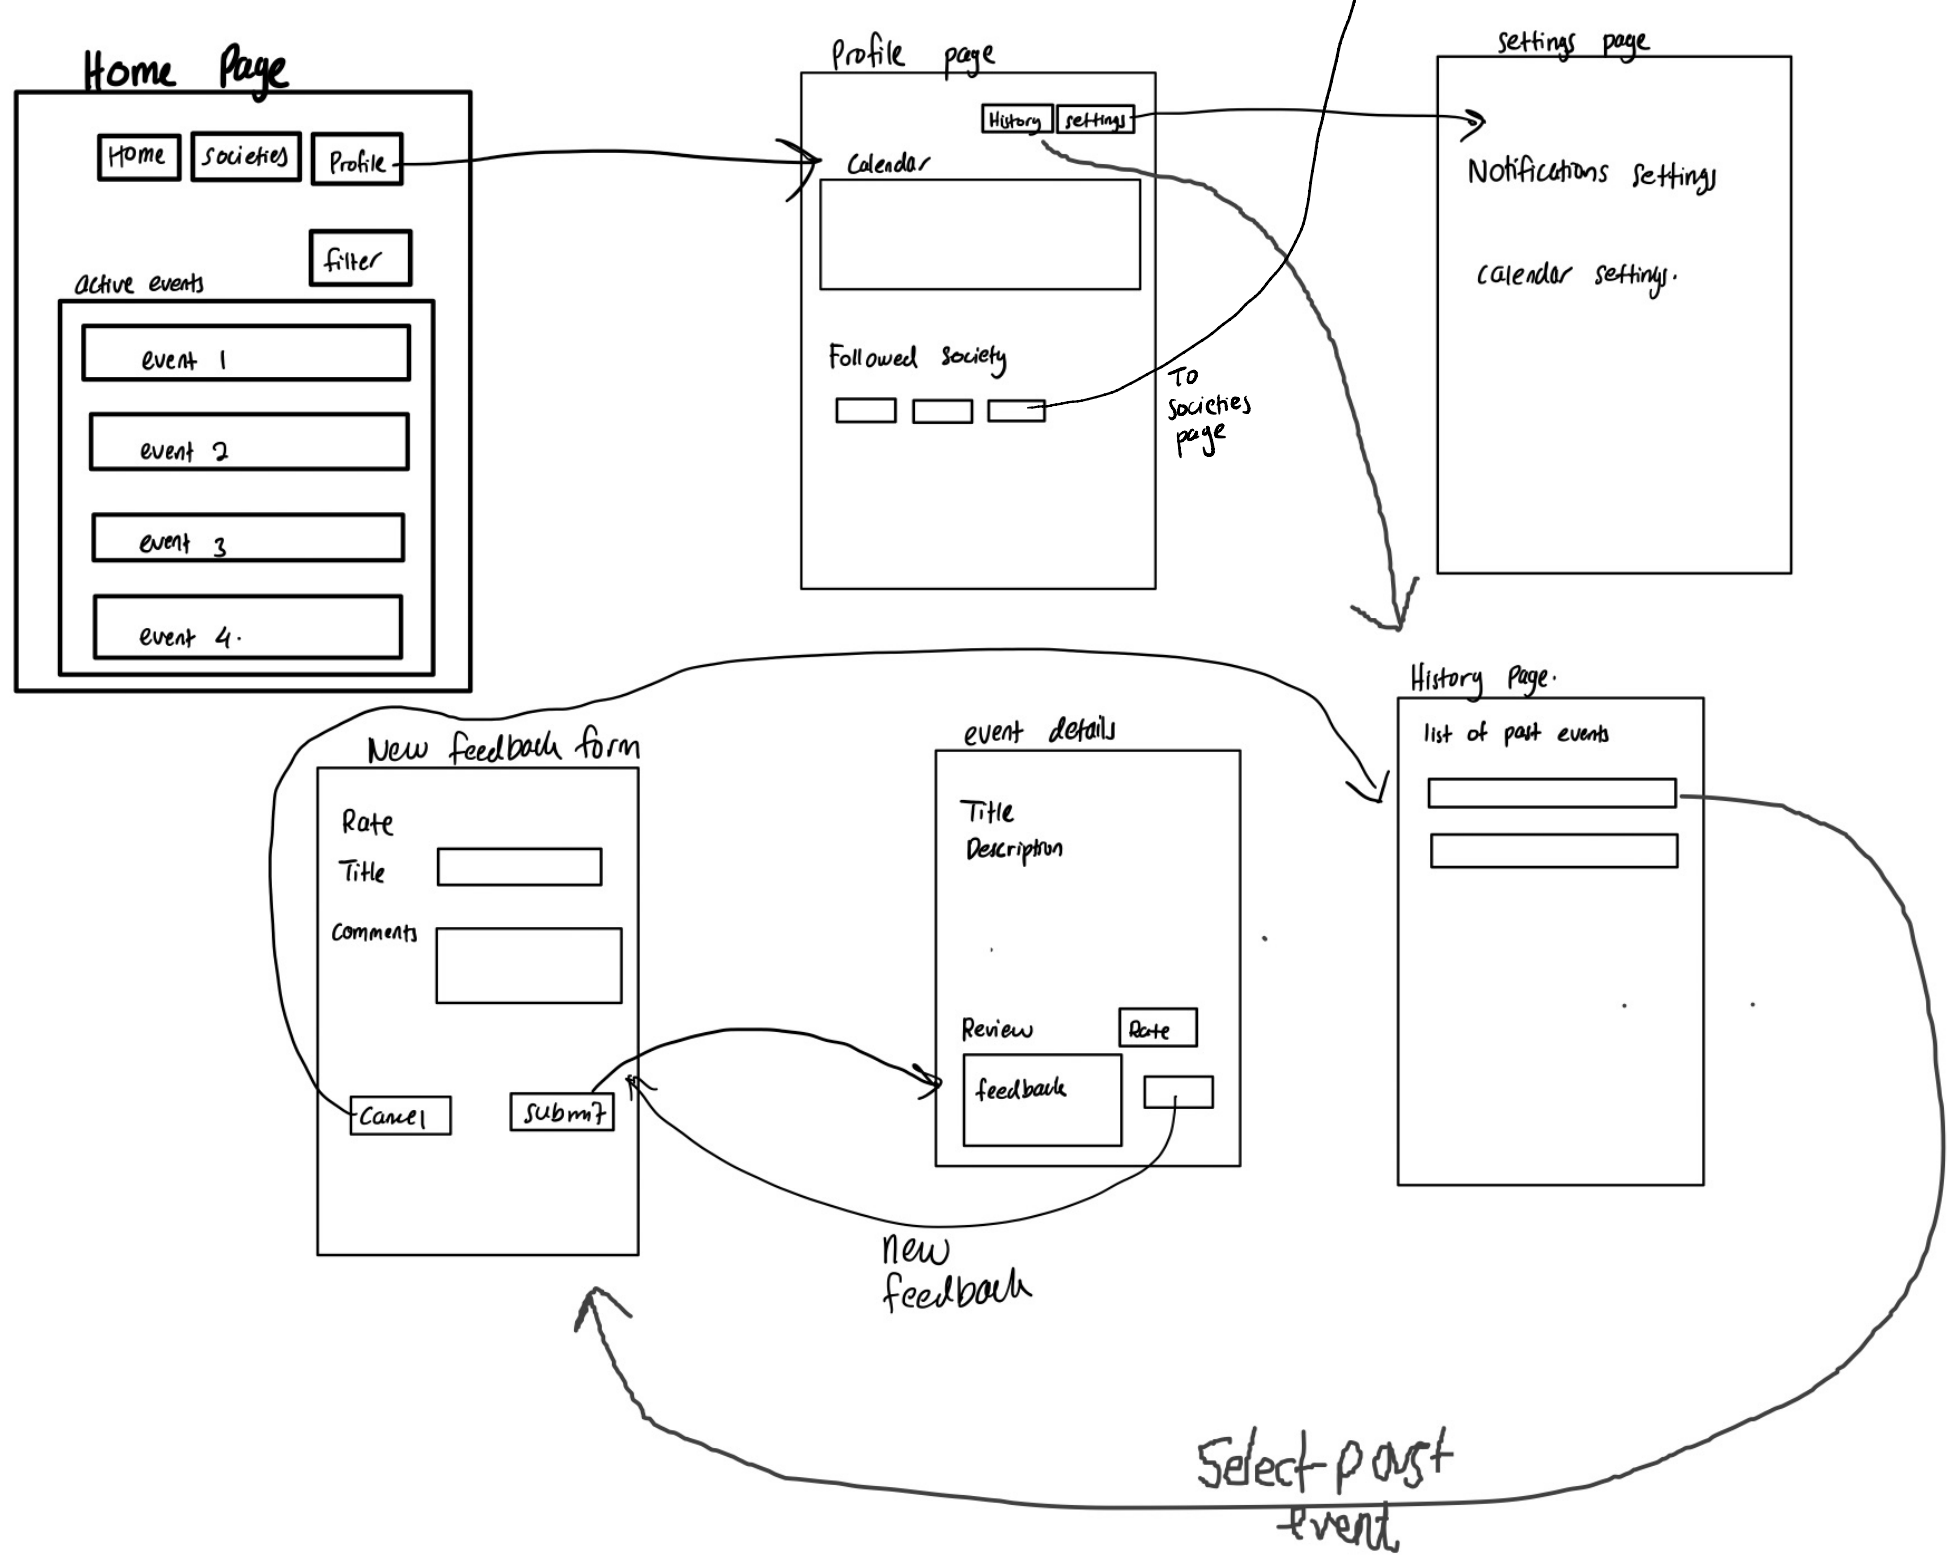 Home Page
Home
Societies
Profile
filter
active events
event 1
event 2
event 3
event 4.
Profile page
History
settings
Calendar
Followed society
To
societies
page
settings page
Notifications settings
calendar settings.
New feedback form
Rate
Title
Comments
Cancel
submit
event details
Title
Description
Review
Rate
feedback
new
feedback
History Page.
list of past events
Select past
event